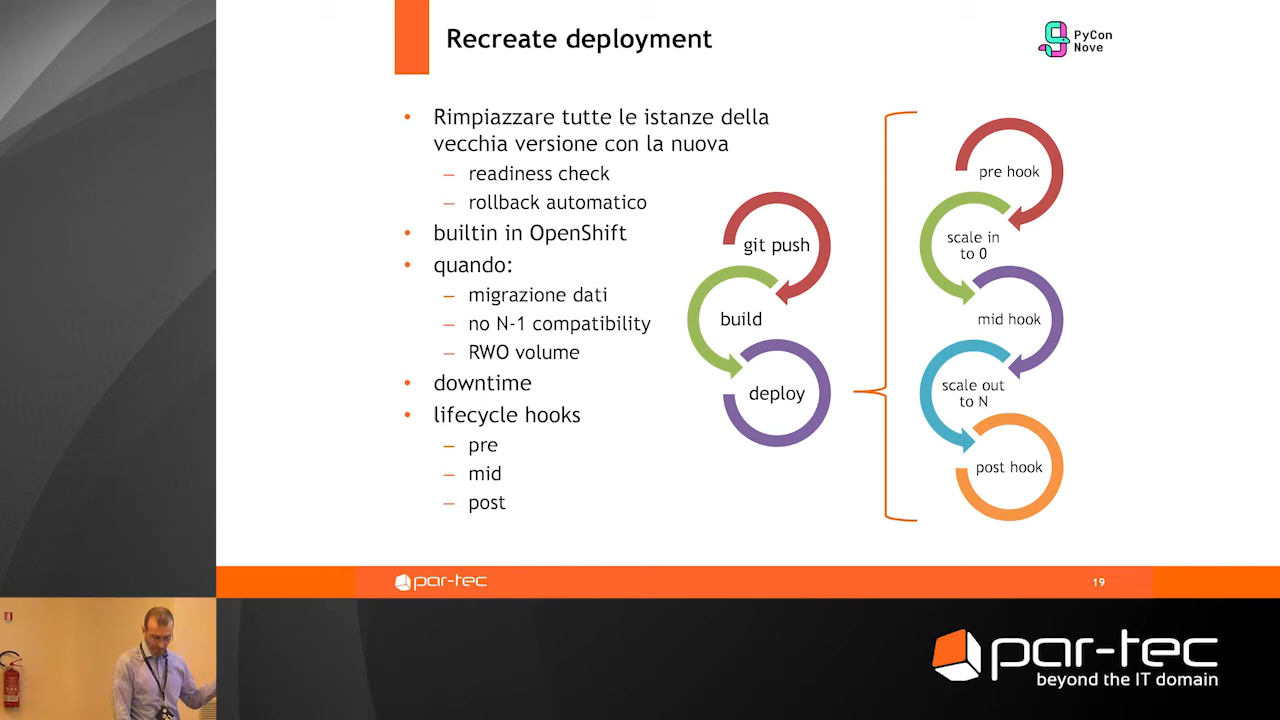 Recreate deployment
PyCon
Nove
• Rimpiazzare tutte le istanze della
vecchia versione con la nuova
– readiness check
– rollback automatico
• builtin in OpenShift
• quando:
– migrazione dati
– no N-1 compatibility
– RWO volume
• downtime
• lifecycle hooks
– pre
– mid
– post
git push
build
deploy
pre hook
scale in
to 0
mid hook
scale out
to N
post hook
par-tec
19
par-tec
beyond the IT domain